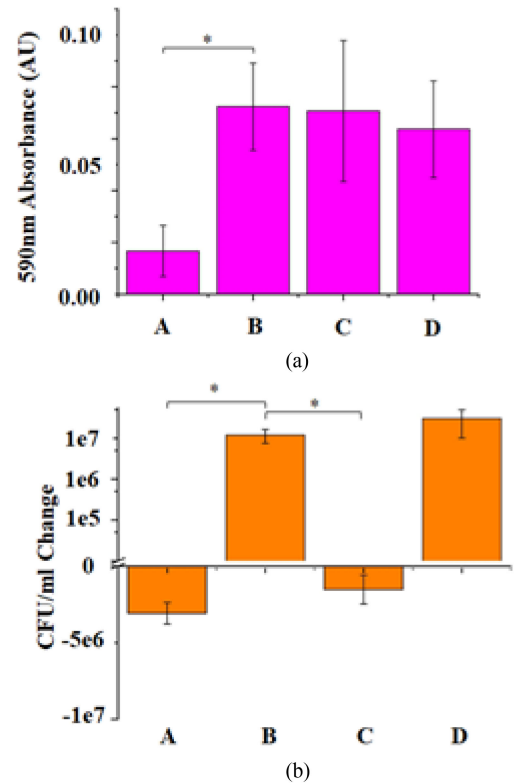 590nm Absorbance (AU)
0.10
0.05
0.00
*
A B C D
(a)
CFU/ml Change
1e7
1e6
1e5
0
-5e6
-1e7
* *
A B C D
(b)